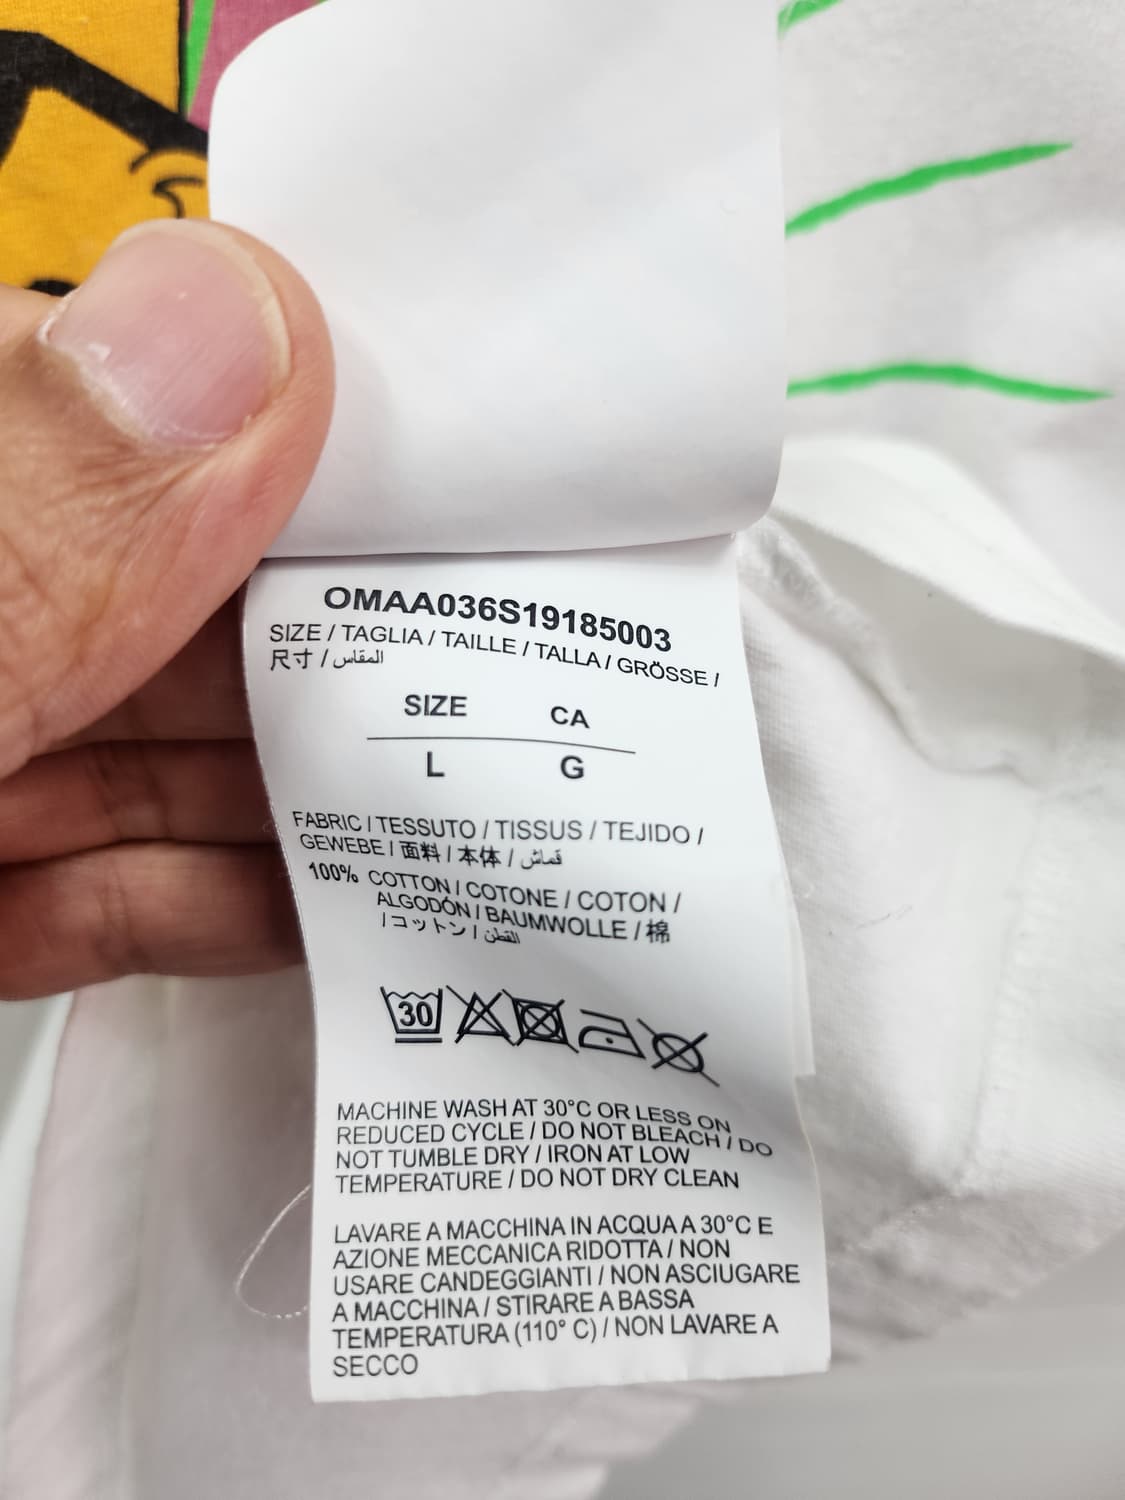 OMAA036S19185003
SIZE / TAGLIA / TAILLE / TALLA / GRÖSSE /
尺寸 / المقاس
SIZE CA
L G
FABRIC / TESSUTO / TISSUS / TEJIDO /
GEWEBE / 面料 / 本体 / قماش
100% COTTON / COTONE / COTON /
ALGODÓN / BAUMWOLLE / 棉
/ コットン / القطن
30
MACHINE WASH AT 30°C OR LESS ON
REDUCED CYCLE / DO NOT BLEACH / DO
NOT TUMBLE DRY / IRON AT LOW
TEMPERATURE / DO NOT DRY CLEAN
LAVARE A MACCHINA IN ACQUA A 30°C E
AZIONE MECCANICA RIDOTTA / NON
USARE CANDEGGIANTI / NON ASCIUGARE
A MACCHINA / STIRARE A BASSA
TEMPERATURA (110° C) / NON LAVARE A
SECCO